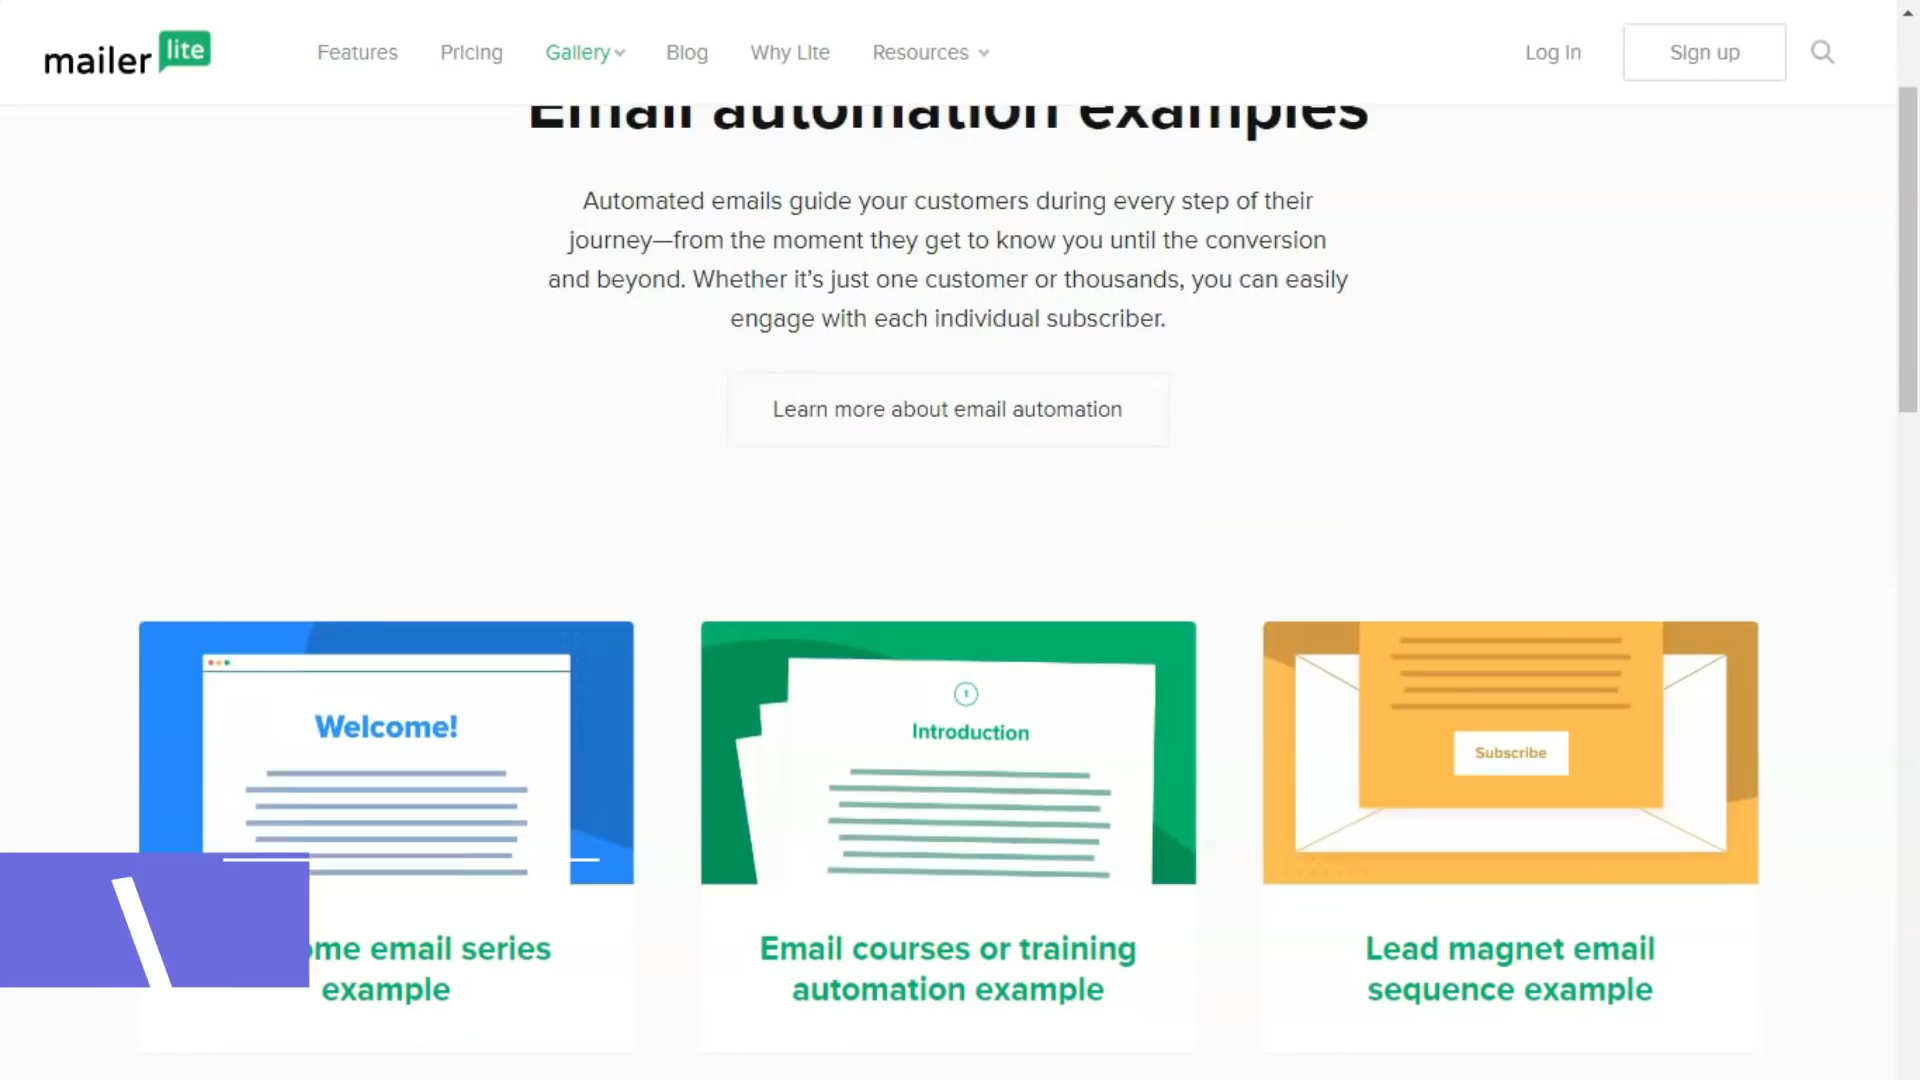 mailer lite
Features Pricing Gallery Blog Why Lite Resources Log In Sign up
Email automation examples
Automated emails guide your customers during every step of their
journey—from the moment they get to know you until the conversion
and beyond. Whether it's just one customer or thousands, you can easily
engage with each individual subscriber.
Learn more about email automation
Welcome!
1
Introduction
Subscribe
ome email series
example
Email courses or training
automation example
Lead magnet email
sequence example